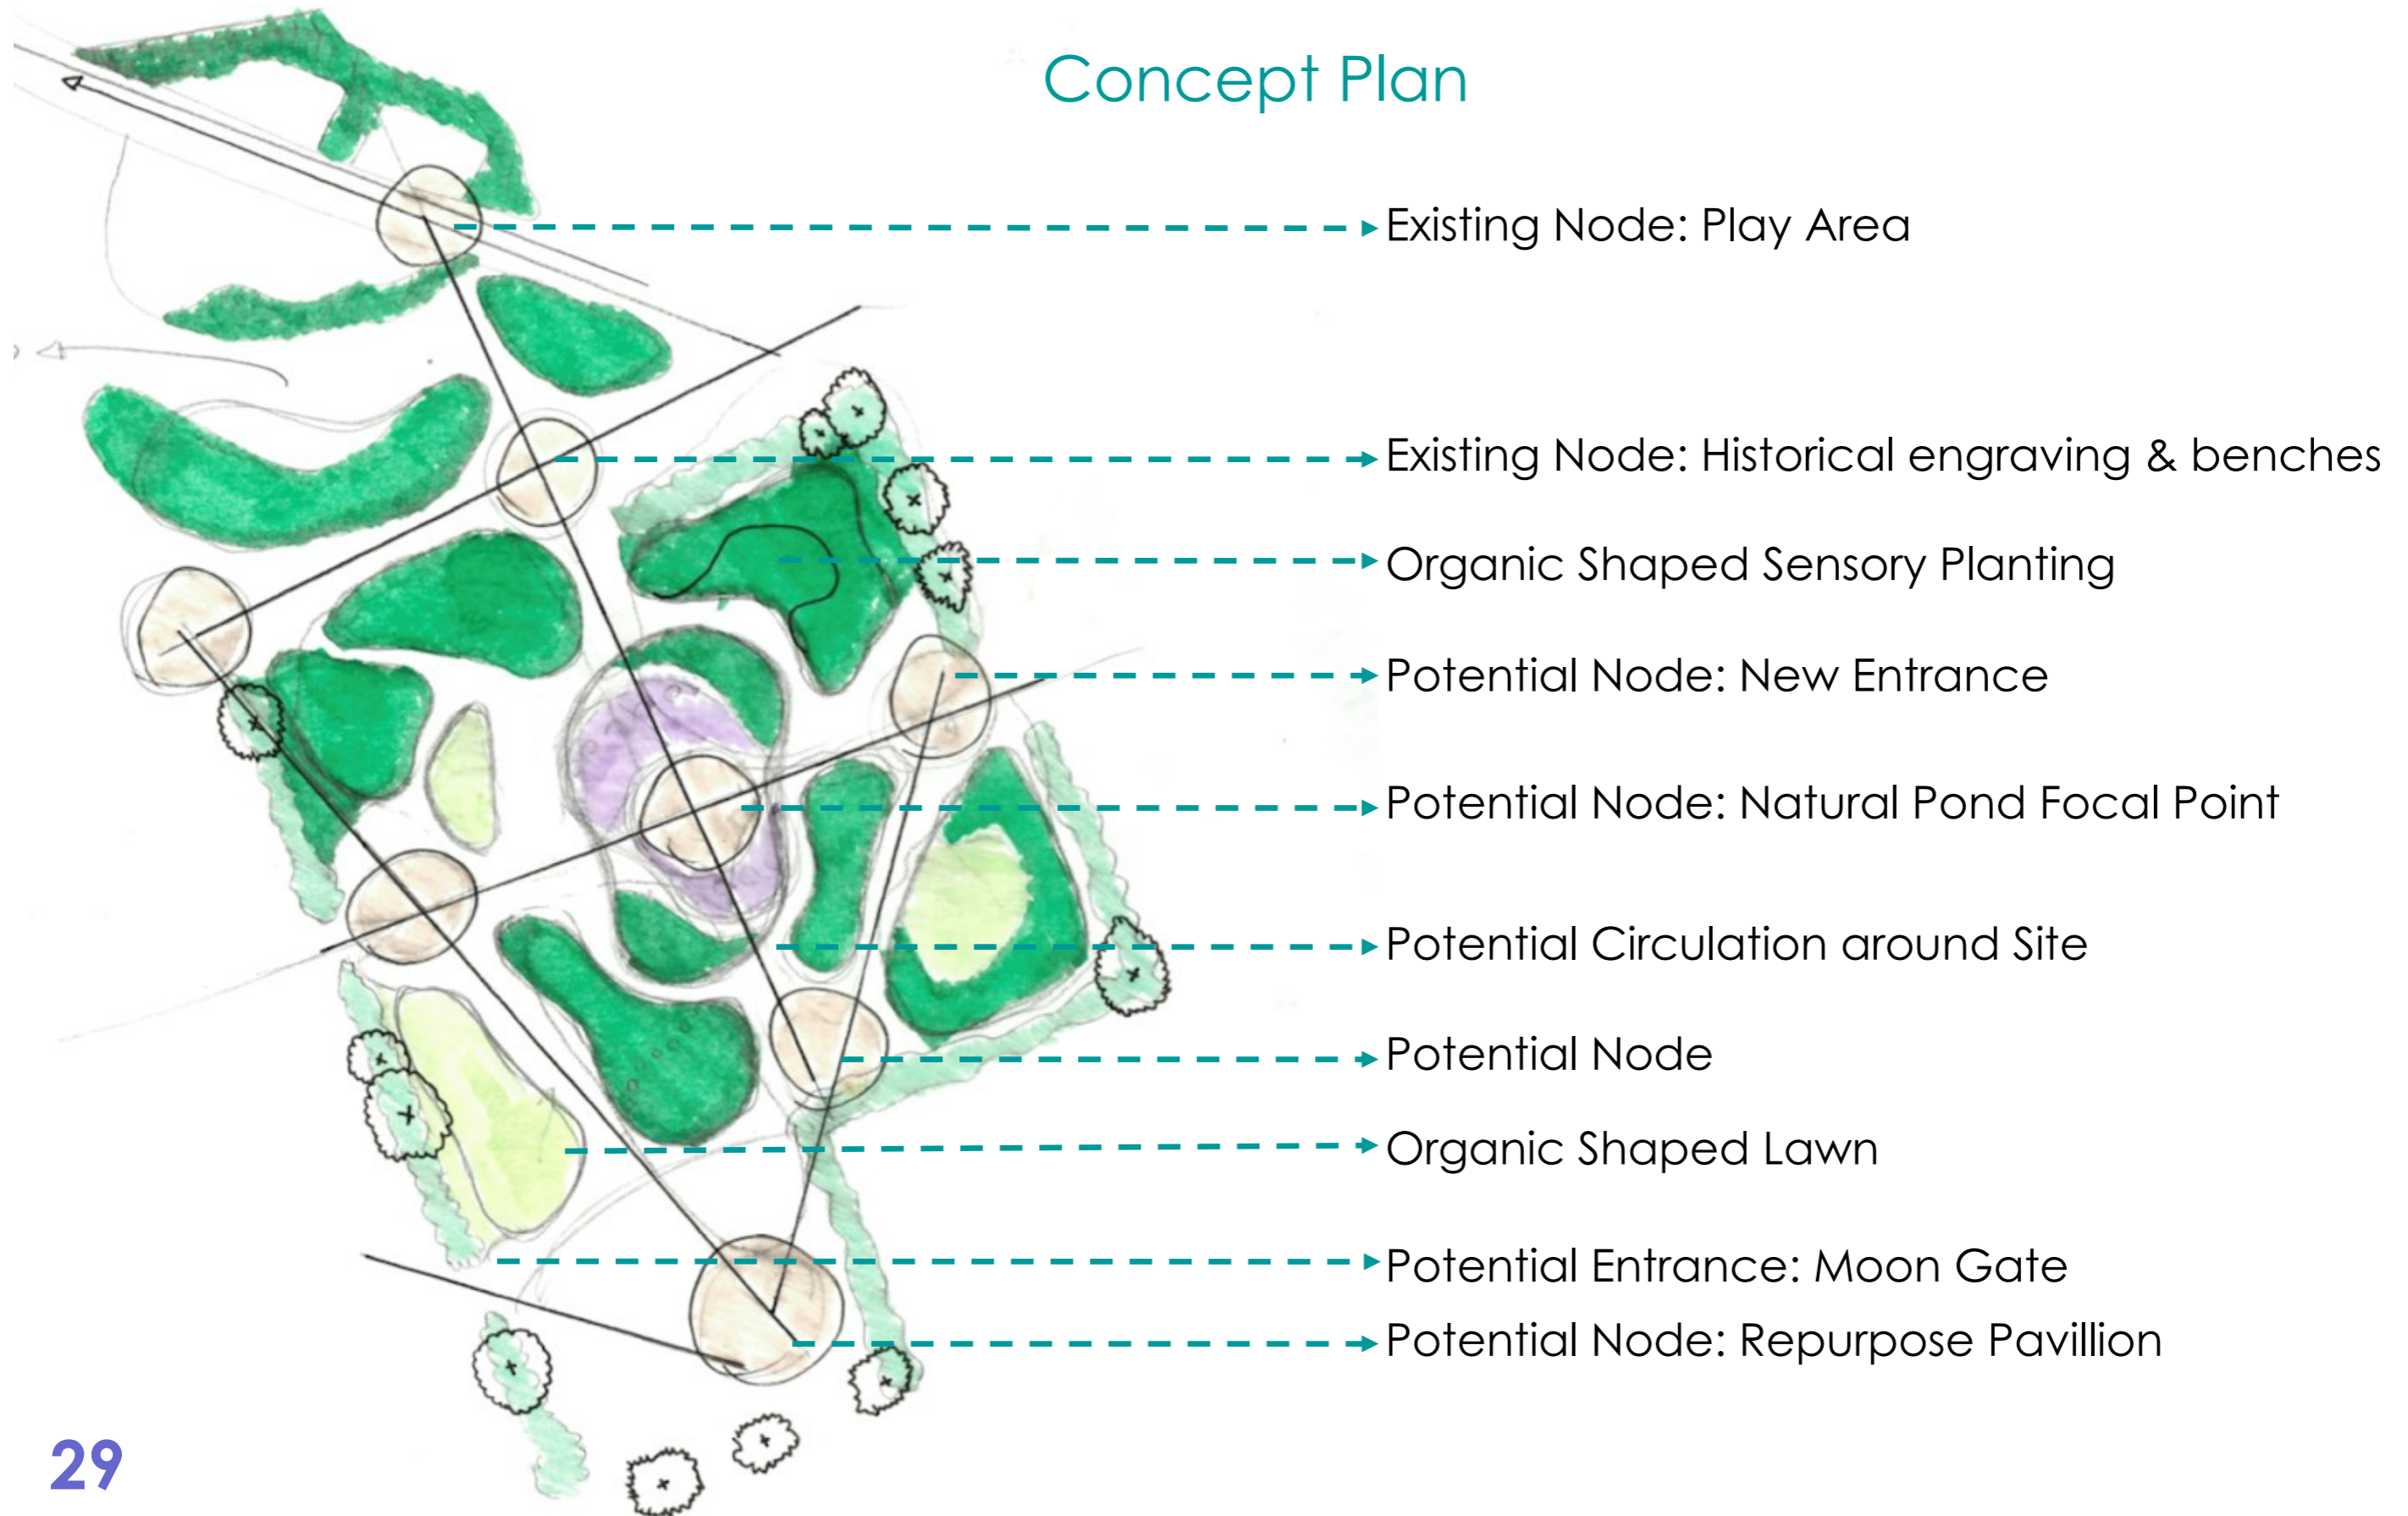 Concept Plan
Existing Node: Play Area
Existing Node: Historical engraving & benches
Organic Shaped Sensory Planting
Potential Node: New Entrance
Potential Node: Natural Pond Focal Point
Potential Circulation around Site
Potential Node
Organic Shaped Lawn
Potential Entrance: Moon Gate
Potential Node: Repurpose Pavillion
29